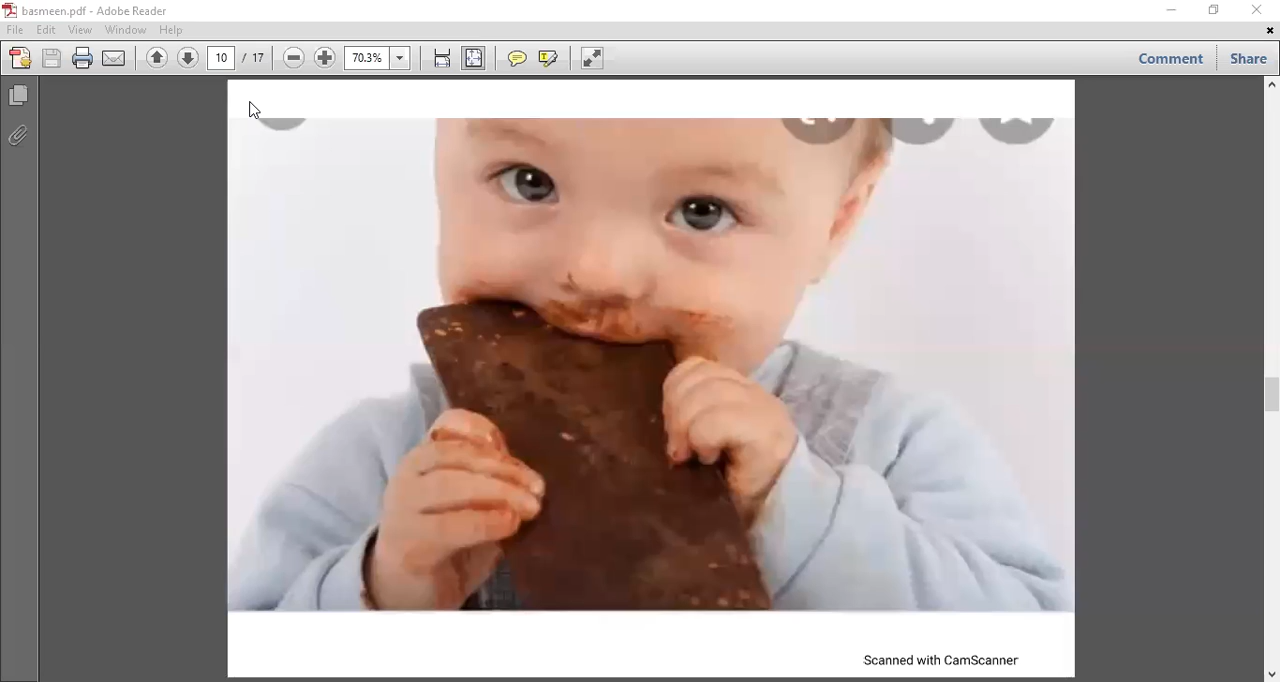 basmeen.pdf - Adobe Reader
File Edit View Window Help
10 / 17 70.3% Comment Share
Scanned with CamScanner